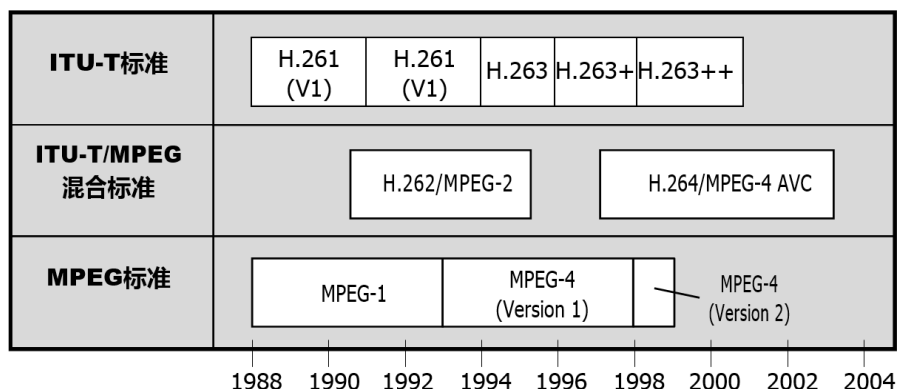 ITU-T标准
H.261
(V1)
H.261
(V1)
H.263
H.263+
H.263++
ITU-T/MPEG
混合标准
H.262/MPEG-2
H.264/MPEG-4 AVC
MPEG标准
MPEG-1
MPEG-4
(Version 1)
MPEG-4
(Version 2)
1988 1990 1992 1994 1996 1998 2000 2002 2004